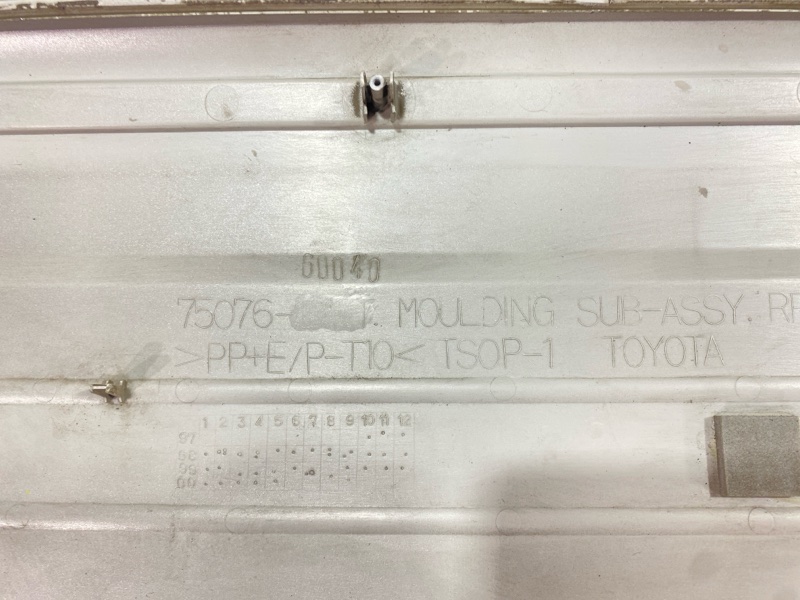 60040
75076- MOULDING SUB-ASSY. RR
>PP+E/P-T10< TSOP-1 TOYOTA
1 2 3 4 5 6 7 8 9 10 11 12
97
98
99
00